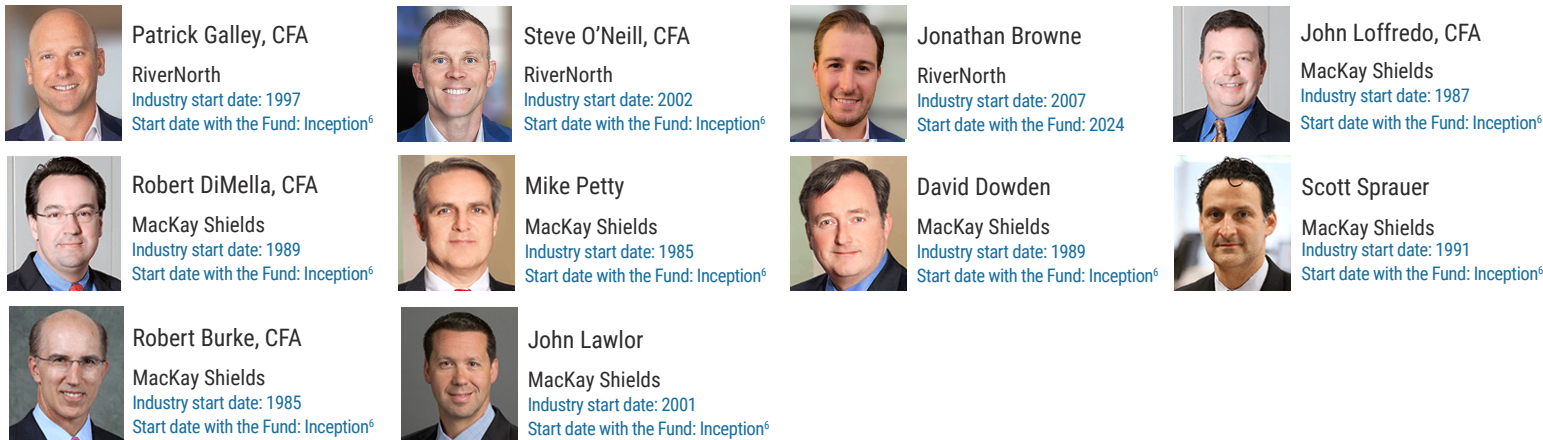 Patrick Galley, CFA
RiverNorth
Industry start date: 1997
Start date with the Fund: Inception⁶
Steve O’Neill, CFA
RiverNorth
Industry start date: 2002
Start date with the Fund: Inception⁶
Jonathan Browne
RiverNorth
Industry start date: 2007
Start date with the Fund: 2024
John Loffredo, CFA
MacKay Shields
Industry start date: 1987
Start date with the Fund: Inception⁶
Robert DiMella, CFA
MacKay Shields
Industry start date: 1989
Start date with the Fund: Inception⁶
Mike Petty
MacKay Shields
Industry start date: 1985
Start date with the Fund: Inception⁶
David Dowden
MacKay Shields
Industry start date: 1989
Start date with the Fund: Inception⁶
Scott Sprauer
MacKay Shields
Industry start date: 1991
Start date with the Fund: Inception⁶
Robert Burke, CFA
MacKay Shields
Industry start date: 1985
Start date with the Fund: Inception⁶
John Lawlor
MacKay Shields
Industry start date: 2001
Start date with the Fund: Inception⁶